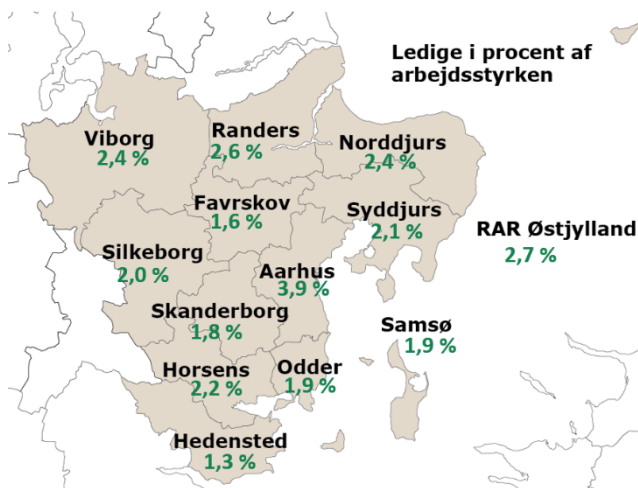 Ledige i procent af
arbejdsstyrken
Viborg
2,4 %
Randers
2,6 %
Norddjurs
2,4 %
Favrskov
1,6 %
Syddjurs
2,1 %
RAR Østjylland
2,7 %
Silkeborg
2,0 %
Aarhus
3,9 %
Skanderborg
1,8 %
Samsø
1,9 %
Horsens
2,2 %
Odder
1,9 %
Hedensted
1,3 %